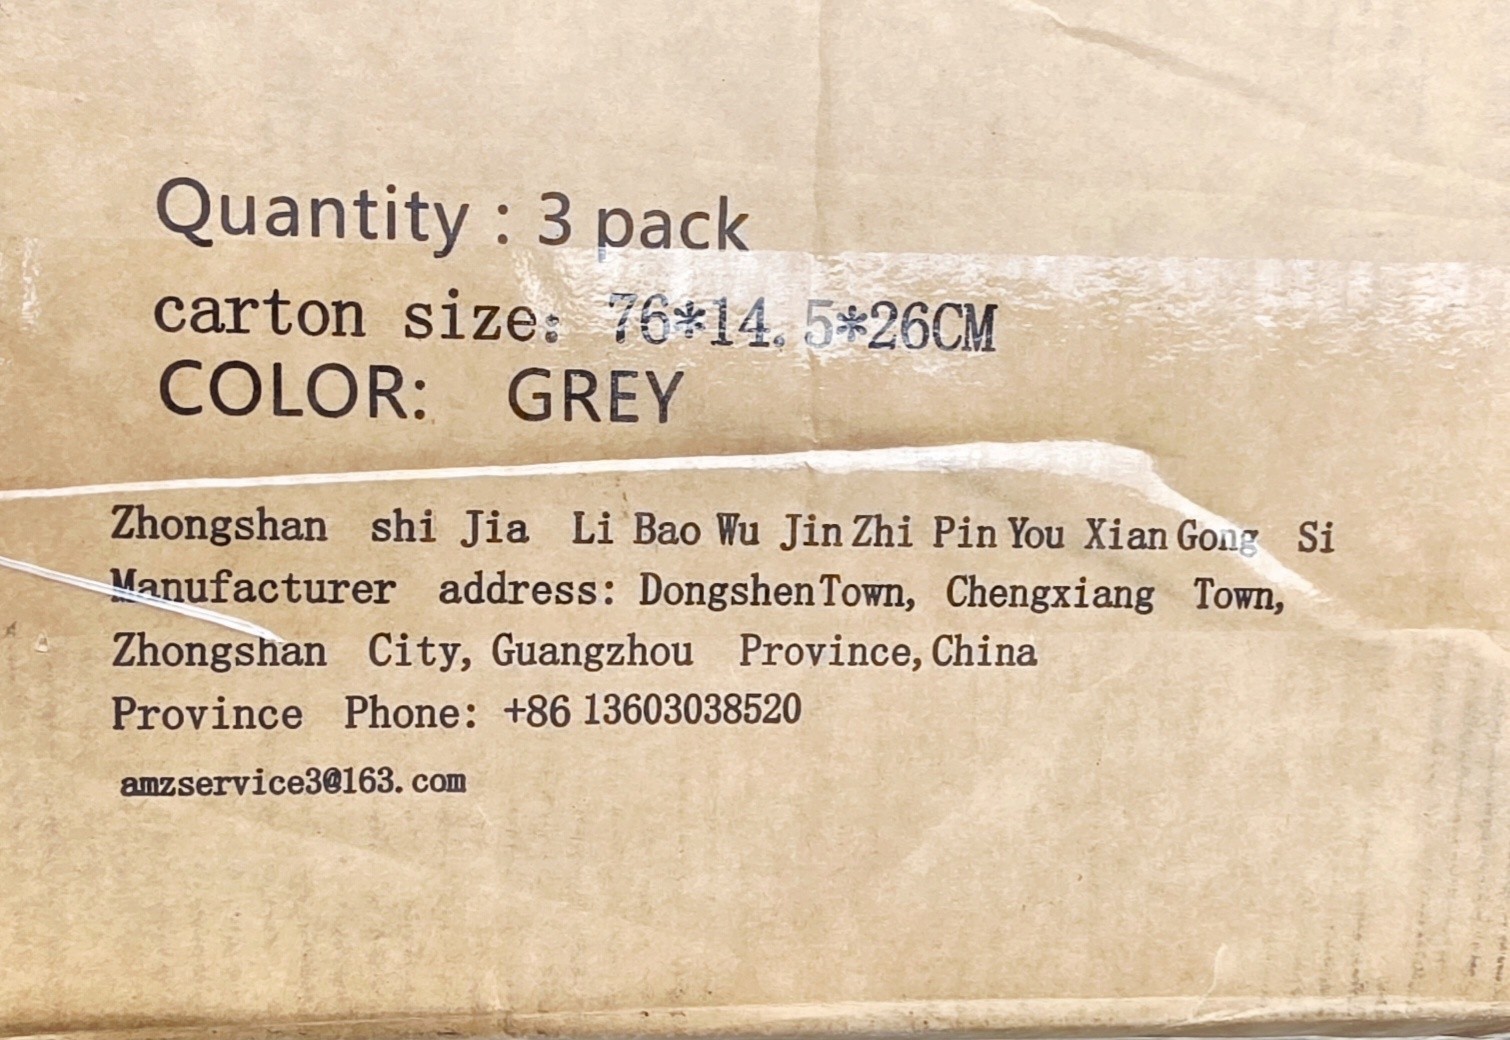 Quantity : 3 pack
carton size: 76*14.5*26CM
COLOR: GREY
Zhongshan shi Jia Li Bao Wu Jin Zhi Pin You Xian Gong Si
Manufacturer address: Dongshen Town, Chengxiang Town,
Zhongshan City, Guangzhou Province, China
Province Phone: +86 13603038520
amzservice3@163.com